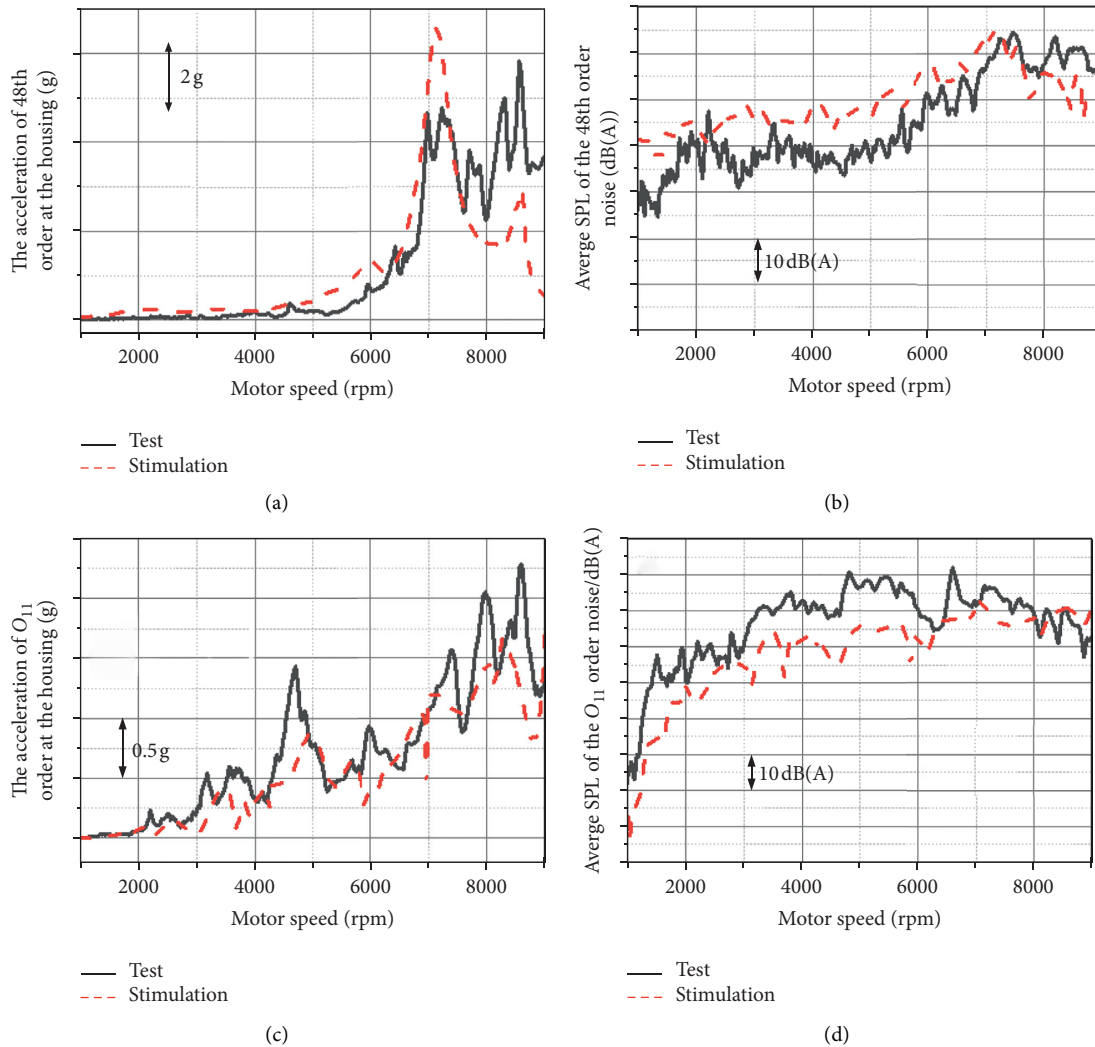 The acceleration of 48th
order at the housing (g)
2 g
2000 4000 6000 8000
Motor speed (rpm)
Test
Stimulation
(a)
Averge SPL of the 48th order
noise (dB(A))
10 dB(A)
2000 4000 6000 8000
Motor speed (rpm)
Test
Stimulation
(b)
The acceleration of O11
order at the housing (g)
0.5 g
2000 4000 6000 8000
Motor speed (rpm)
Test
Stimulation
(c)
Averge SPL of the O11 order noise/dB(A)
10 dB(A)
2000 4000 6000 8000
Motor speed (rpm)
Test
Stimulation
(d)